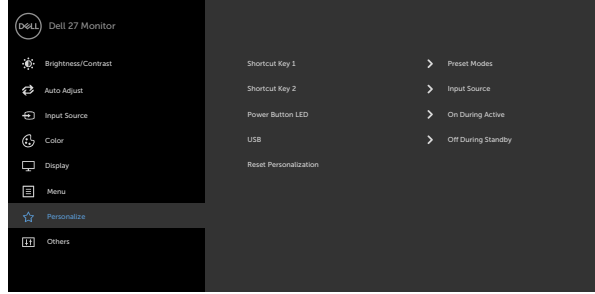 DELL Dell 27 Monitor
Brightness/Contrast
Auto Adjust
Input Source
Color
Display
Menu
Personalize
Others
Shortcut Key 1 Preset Modes
Shortcut Key 2 Input Source
Power Button LED On During Active
USB Off During Standby
Reset Personalization